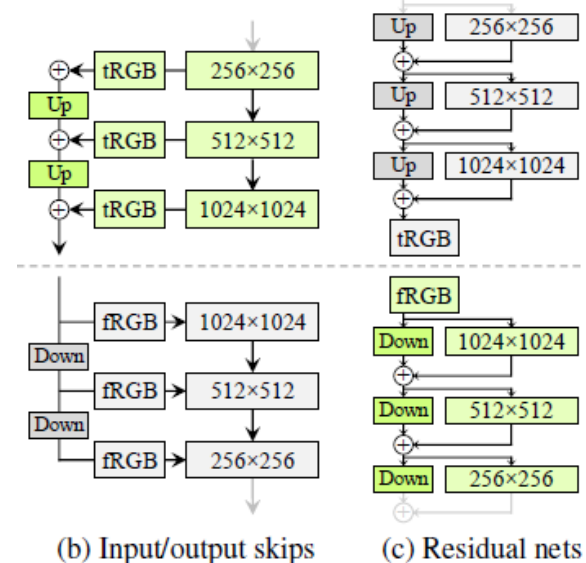 tRGB 256×256
Up
tRGB 512×512
Up
tRGB 1024×1024
fRGB 1024×1024
Down
fRGB 512×512
Down
fRGB 256×256
(b) Input/output skips
Up 256×256
Up 512×512
Up 1024×1024
tRGB
fRGB
Down 1024×1024
Down 512×512
Down 256×256
(c) Residual nets